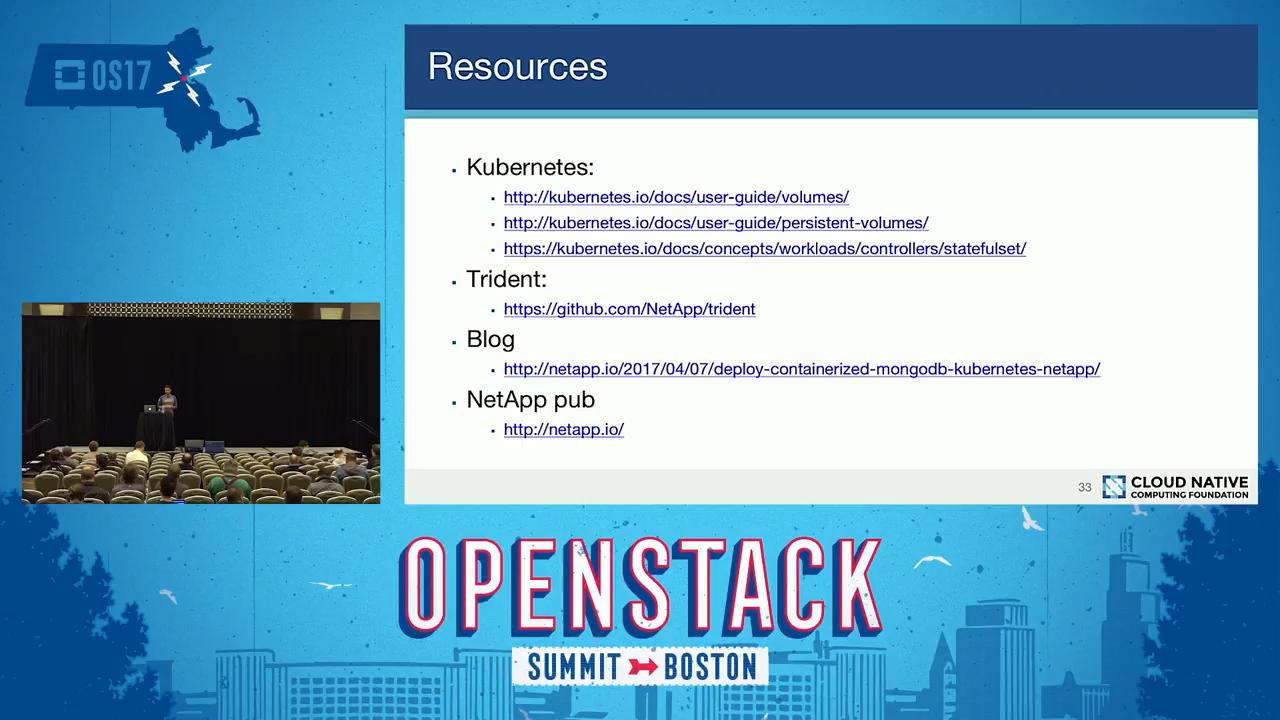 OS17
Resources
Kubernetes:
http://kubernetes.io/docs/user-guide/volumes/
http://kubernetes.io/docs/user-guide/persistent-volumes/
https://kubernetes.io/docs/concepts/workloads/controllers/statefulset/
Trident:
https://github.com/NetApp/trident
Blog
http://netapp.io/2017/04/07/deploy-containerized-mongodb-kubernetes-netapp/
NetApp pub
http://netapp.io/
33
CLOUD NATIVE
COMPUTING FOUNDATION
OPENSTACK
SUMMIT BOSTON